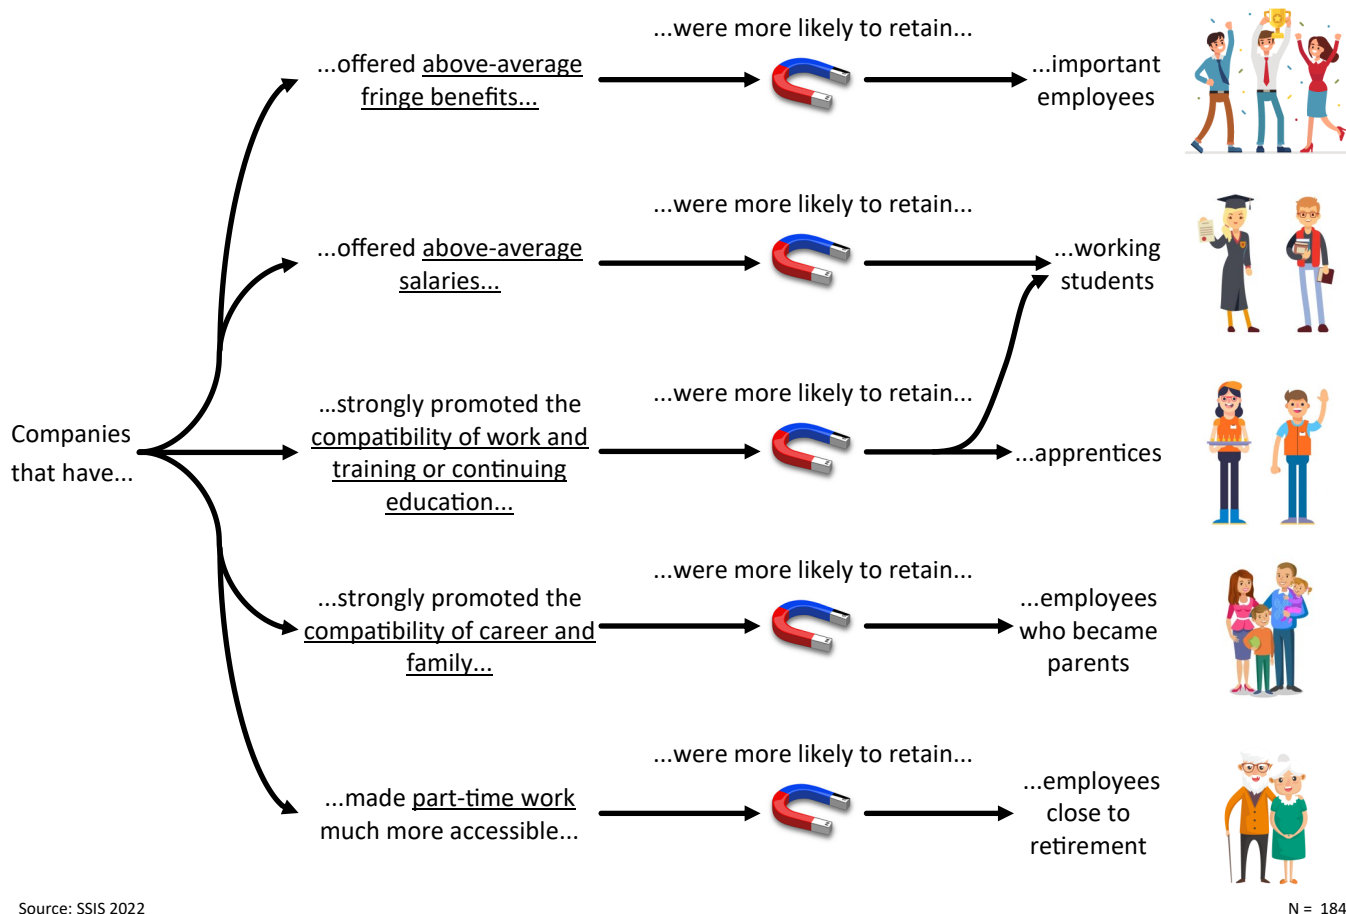 ...were more likely to retain...
...offered above-average
fringe benefits...
...important
employees
...were more likely to retain...
...offered above-average
salaries...
...working
students
Companies
that have...
...strongly promoted the
compatibility of work and
training or continuing
education...
...were more likely to retain...
...apprentices
...were more likely to retain...
...strongly promoted the
compatibility of career and
family...
...employees
who became
parents
...were more likely to retain...
...made part-time work
much more accessible...
...employees
close to
retirement
Source: SSIS 2022
N = 184